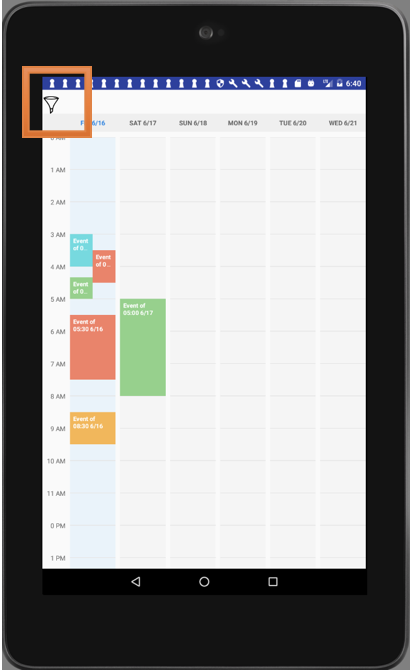 6:40
6/16
SAT 6/17
SUN 6/18
MON 6/19
TUE 6/20
WED 6/21
1 AM
2 AM
3 AM
Event
of 0..
Event
of 0..
4 AM
Event
of 0..
5 AM
Event of
05:00 6/17
Event of
05:30 6/16
6 AM
7 AM
8 AM
Event of
08:30 6/16
9 AM
10 AM
11 AM
0 PM
1 PM